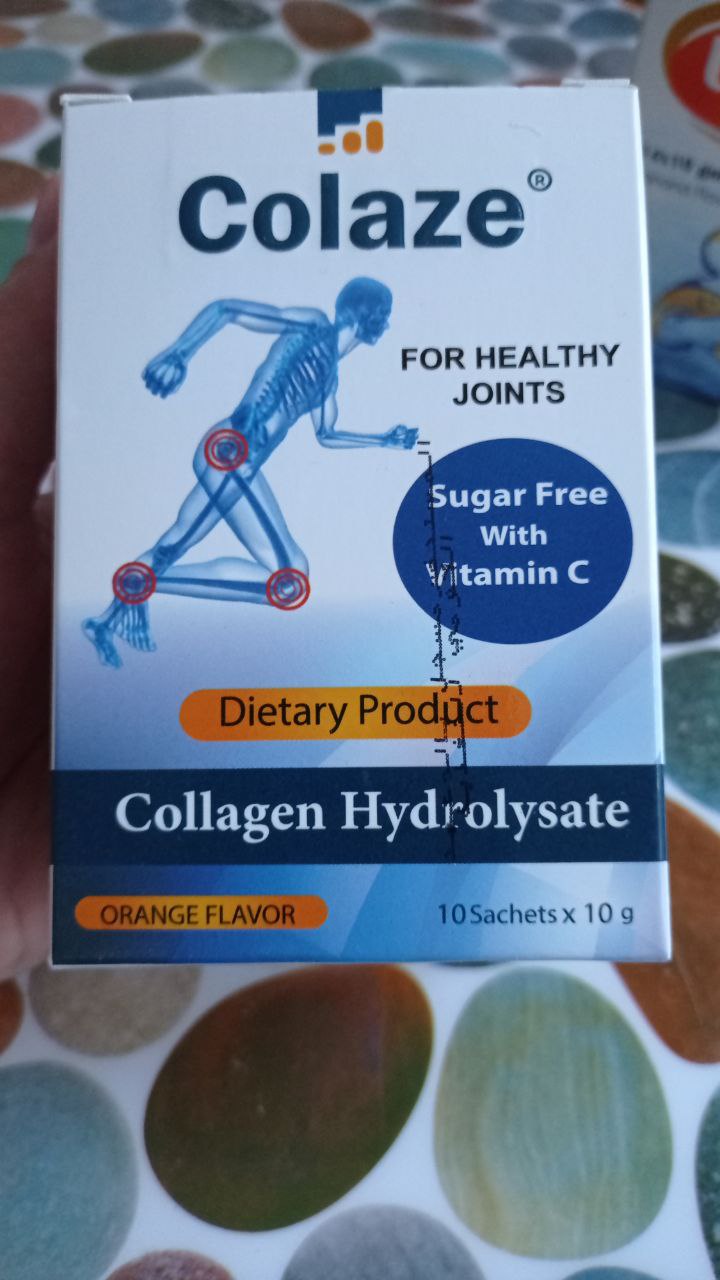 Colaze®
FOR HEALTHY
JOINTS
Sugar Free
With
Vitamin C
Dietary Product
Collagen Hydrolysate
ORANGE FLAVOR
10 Sachets x 10 g